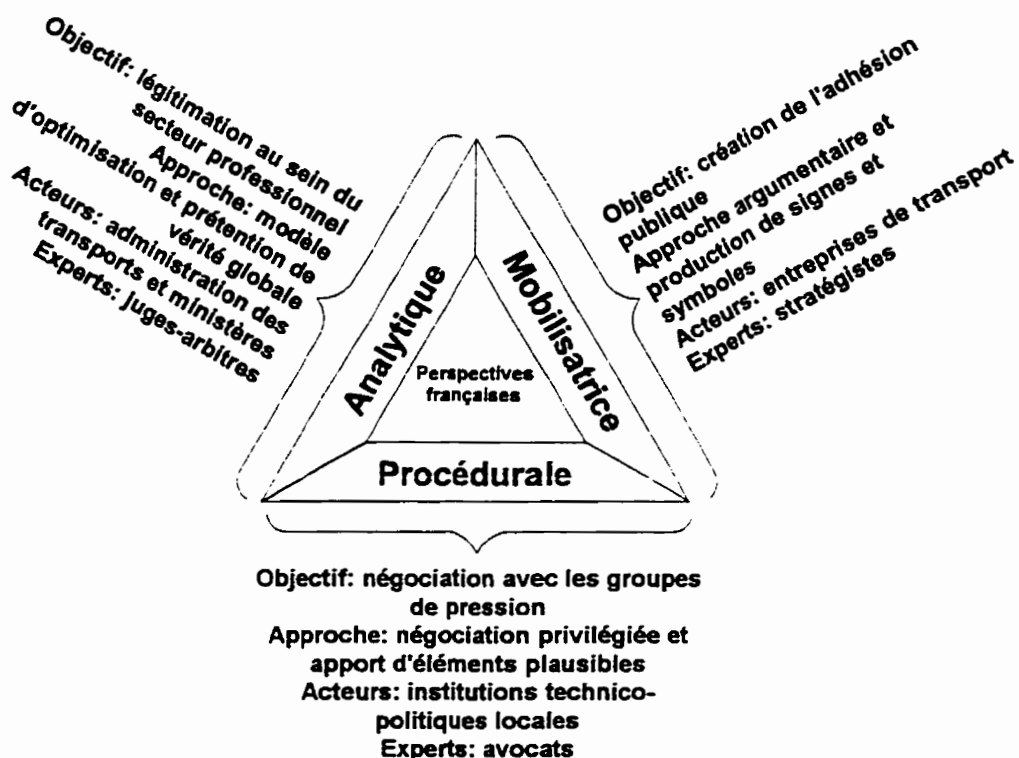 Objectif: légitimation au sein du
secteur professionnel
Approche: modèle
d'optimisation et prétention de
vérité globale
Acteurs: administration des
transports et ministères
Experts: juges-arbitres
Objectif: création de l'adhésion
publique
Approche argumentaire et
production de signes et
symboles
Acteurs: entreprises de transport
Experts: stratégistes
Analytique
Mobilisatrice
Perspectives
françaises
Procédurale
Objectif: négociation avec les groupes
de pression
Approche: négociation privilégiée et
apport d'éléments plausibles
Acteurs: institutions technico-
politiques locales
Experts: avocats